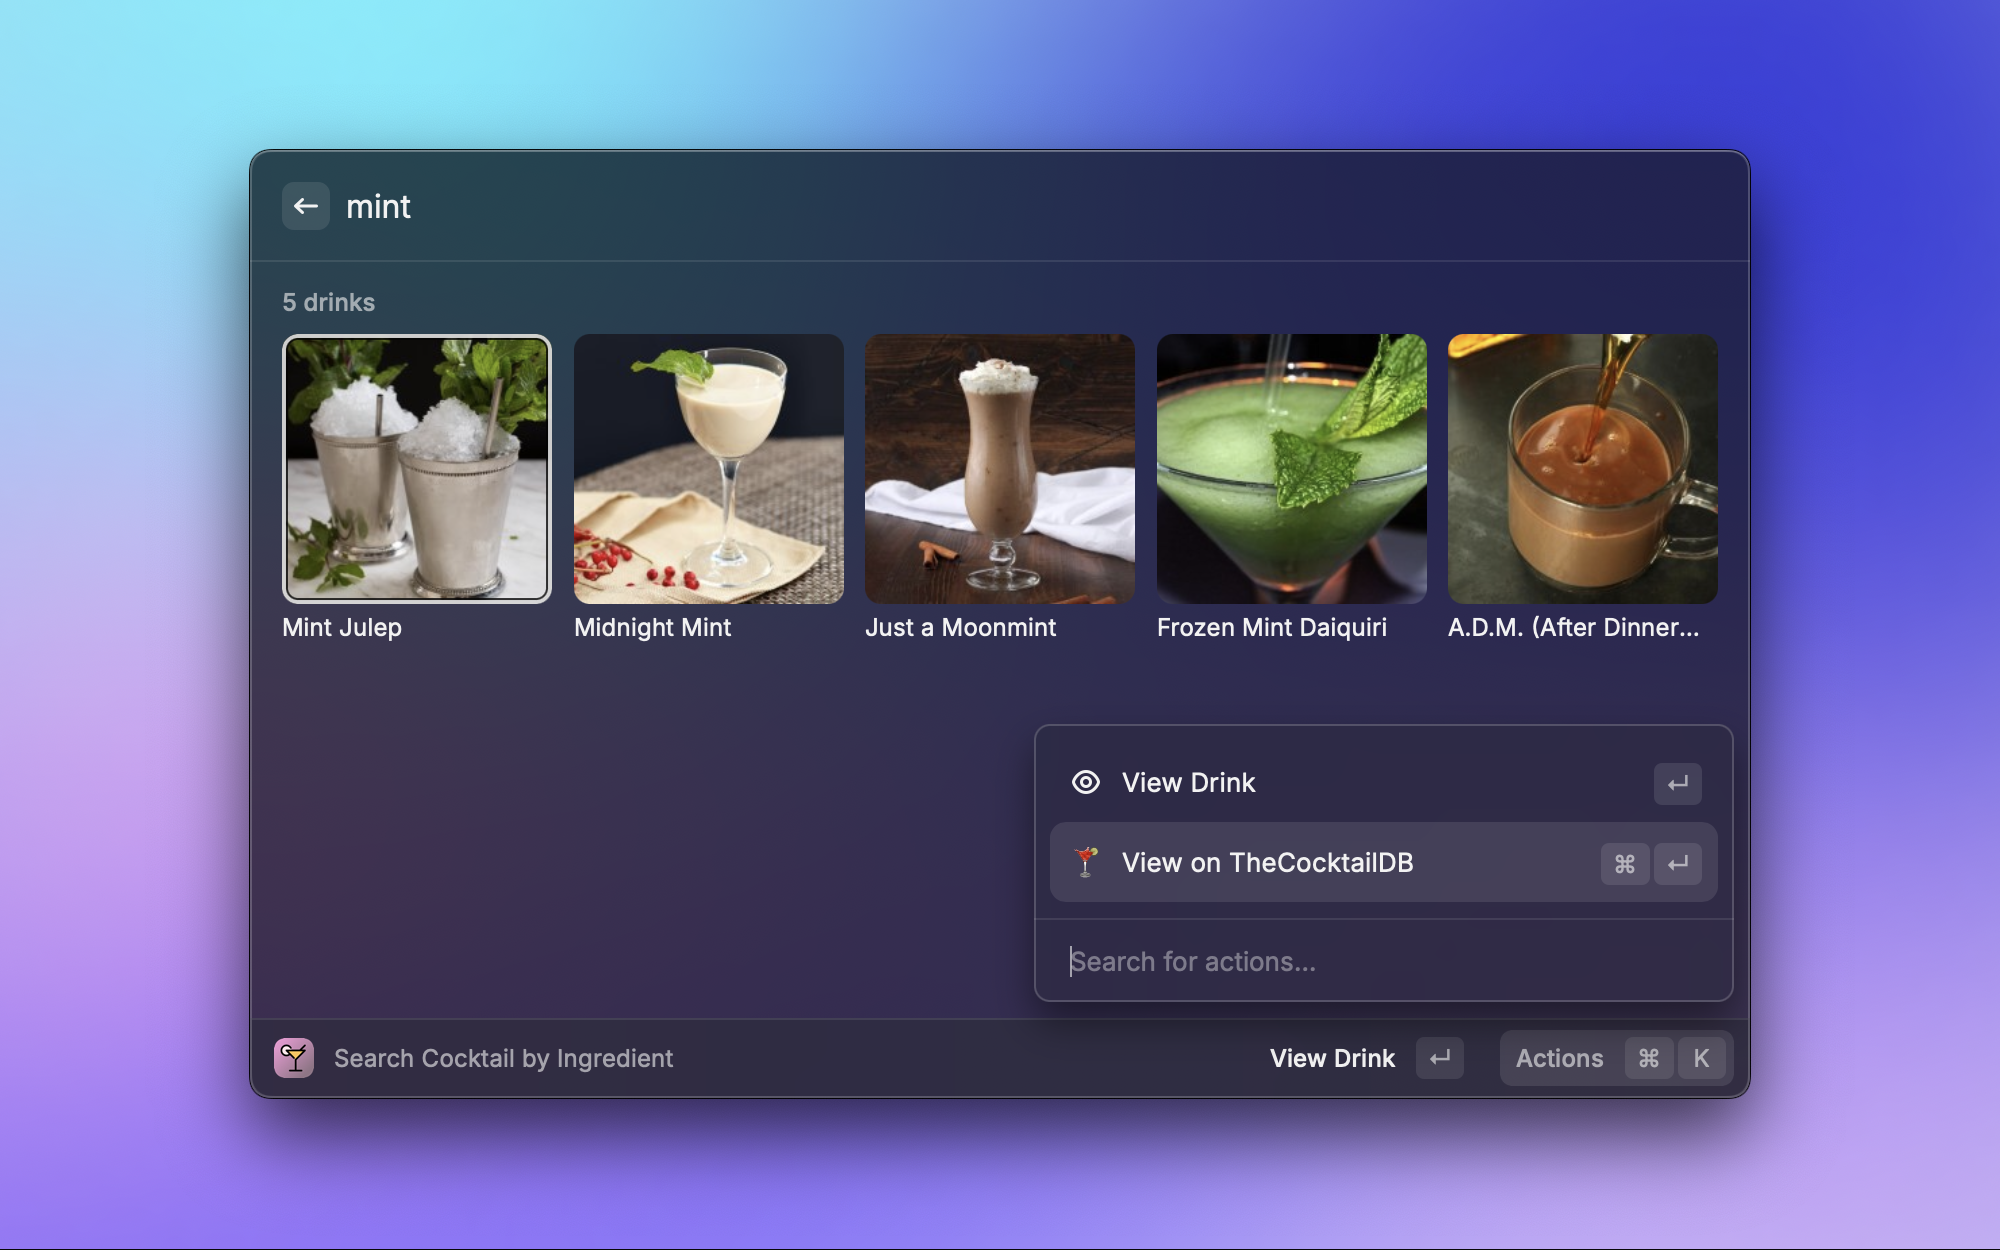 mint
5 drinks
Mint Julep
Midnight Mint
Just a Moonmint
Frozen Mint Daiquiri
A.D.M. (After Dinner...
View Drink
View on TheCocktailDB ⌘
Search for actions...
Search Cocktail by Ingredient
View Drink
Actions ⌘ K